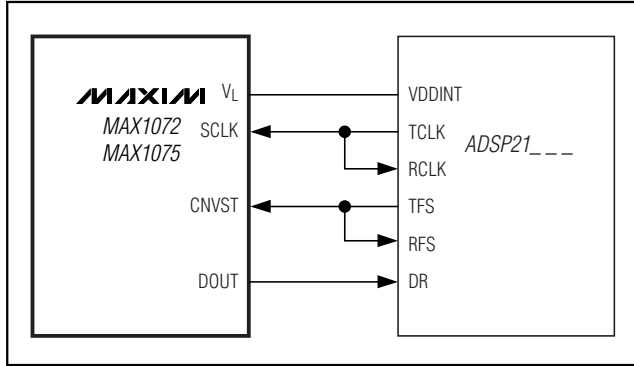 MAXIM
MAX1072
MAX1075
VL
SCLK
CNVST
DOUT
VDDINT
TCLK
RCLK
TFS
RFS
DR
ADSP21_ _ _